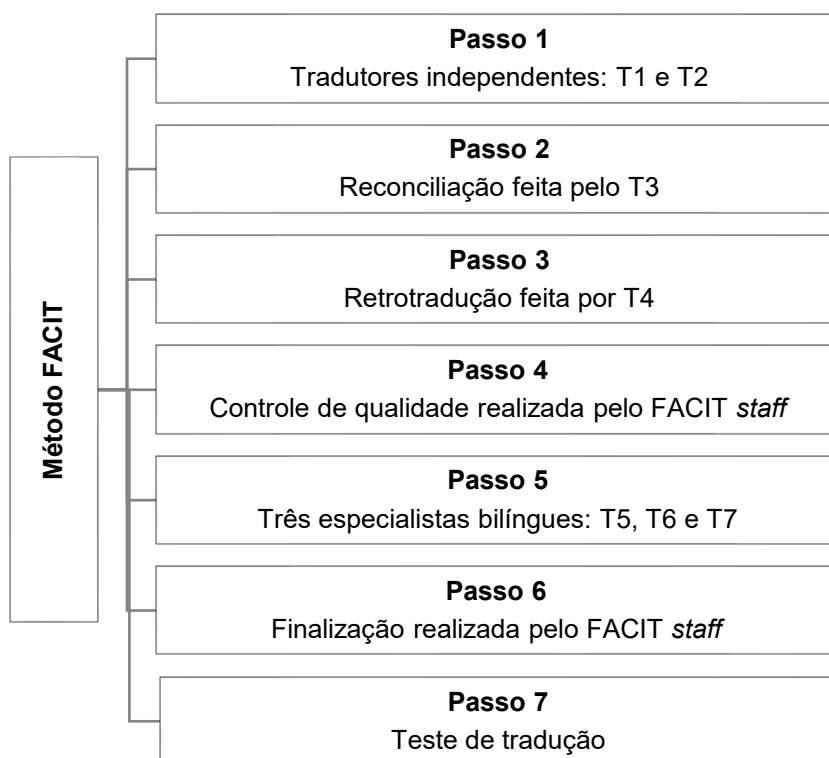 Método FACIT
Passo 1
Tradutores independentes: T1 e T2
Passo 2
Reconciliação feita pelo T3
Passo 3
Retrotradução feita por T4
Passo 4
Controle de qualidade realizada pelo FACIT staff
Passo 5
Três especialistas bilíngues: T5, T6 e T7
Passo 6
Finalização realizada pelo FACIT staff
Passo 7
Teste de tradução